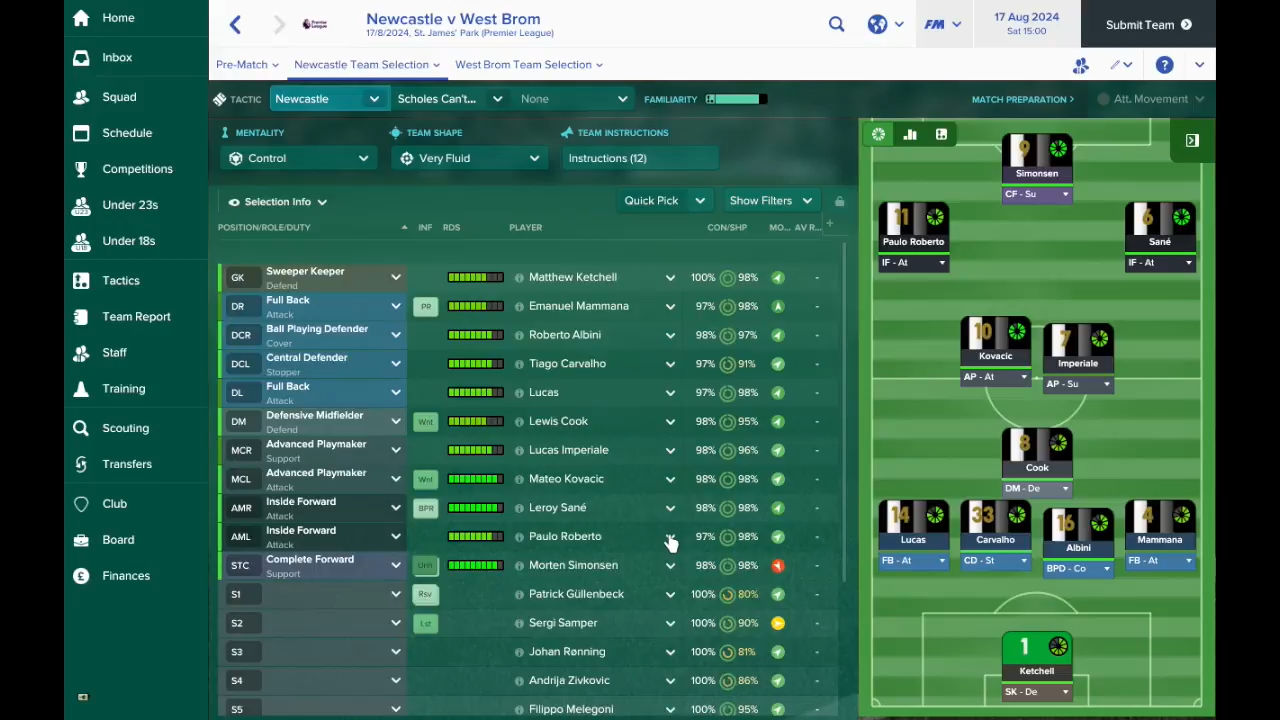 Home
Inbox
Squad
Schedule
Competitions
U23
Under 23s
U18
Under 18s
Tactics
Team Report
Staff
Training
Scouting
Transfers
Club
Board
Finances
Premier League
Newcastle v West Brom
17/8/2024, St. James' Park (Premier League)
FM
17 Aug 2024
Sat 15:00
Submit Team
Pre-Match
Newcastle Team Selection
West Brom Team Selection
?
TACTIC
Newcastle
Scholes Can't...
None
FAMILIARITY
MATCH PREPARATION >
Att. Movement
MENTALITY
Control
TEAM SHAPE
Very Fluid
TEAM INSTRUCTIONS
Instructions (12)
Selection Info
Quick Pick
Show Filters
POSITION/ROLE/DUTY INF RDS PLAYER CON/SHP MO... AV R... +
GK Sweeper Keeper Defend Matthew Ketchell 100% 98% -
DR Full Back Attack PR Emanuel Mammana 97% 98% -
DCR Ball Playing Defender Cover Roberto Albini 98% 97% -
DCL Central Defender Stopper Tiago Carvalho 97% 91% -
DL Full Back Attack Lucas 97% 98% -
DM Defensive Midfielder Defend Wnt Lewis Cook 98% 95% -
MCR Advanced Playmaker Support Lucas Imperiale 98% 96% -
MCL Advanced Playmaker Attack Wnt Mateo Kovacic 98% 98% -
AMR Inside Forward Attack BPR Leroy Sané 98% 98% -
AML Inside Forward Attack Paulo Roberto 97% 98% -
STC Complete Forward Support Unh Morten Simonsen 98% 98% -
S1 Rsv Patrick Güllenbeck 100% 80% -
S2 Lst Sergi Samper 100% 90% -
S3 Johan Rønning 100% 81% -
S4 Andrija Zivkovic 100% 86% -
S5 Filippo Melegoni 100% 95% -
9
Simonsen
CF - Su
11
Paulo Roberto
IF - At
6
Sané
IF - At
10
Kovacic
AP - At
7
Imperiale
AP - Su
8
Cook
DM - De
14
Lucas
FB - At
33
Carvalho
CD - St
16
Albini
BPD - Co
4
Mammana
FB - At
1
Ketchell
SK - De